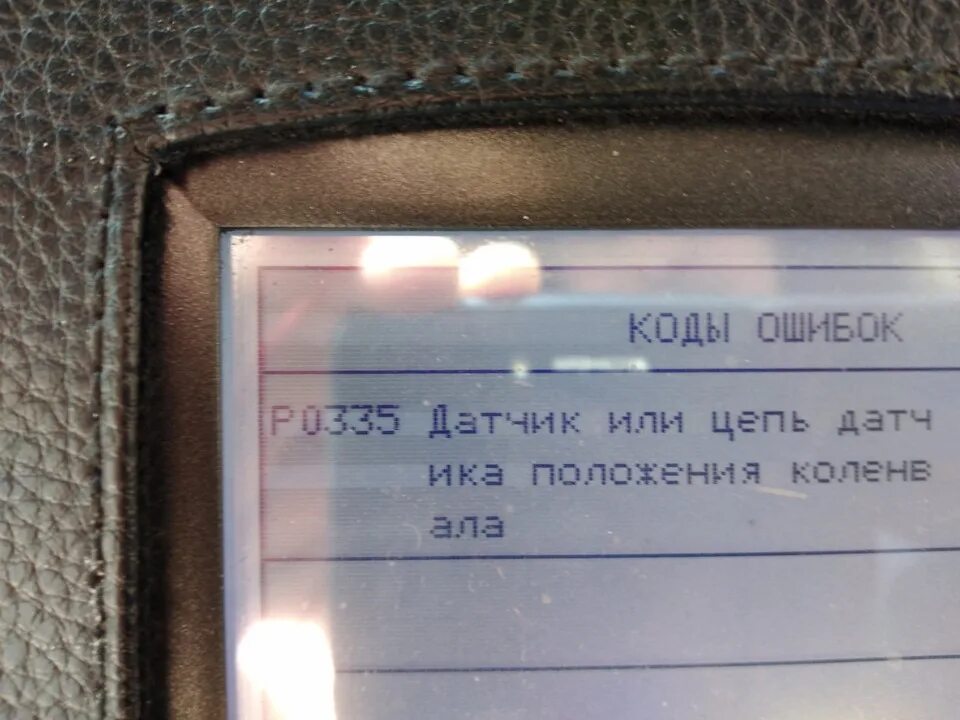 КОДЫ ОШИБОК
P0335 Датчик или цепь датч
ика положения коленв
ала